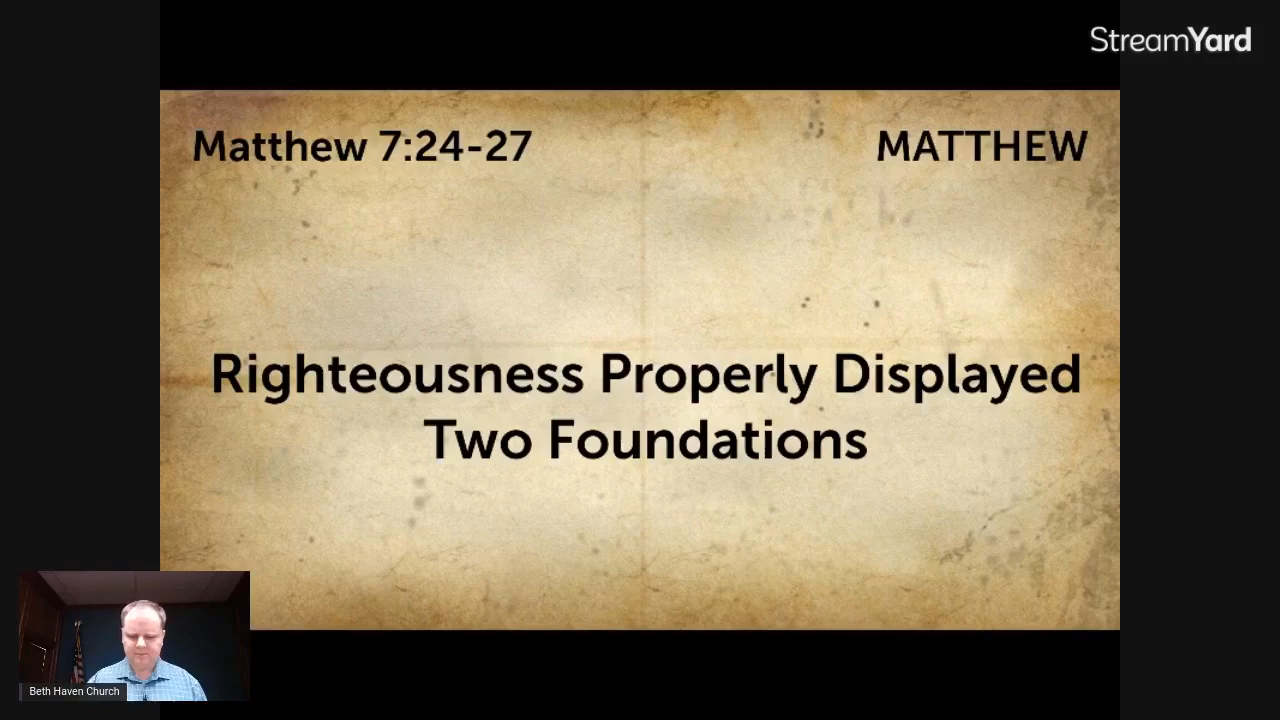 StreamYard
Matthew 7:24-27
MATTHEW
Righteousness Properly Displayed
Two Foundations
Beth Haven Church